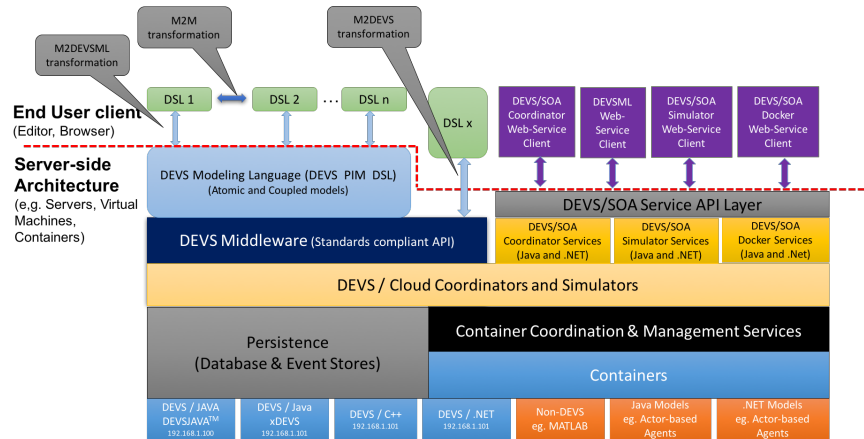 M2M
transformation
M2DEVS
transformation
M2DEVSML
transformation
DSL 1
DSL 2
...
DSL n
DSL x
DEVS/SOA
Coordinator
Web-Service
Client
DEVSML
Web-
Service
Client
DEVS/SOA
Simulator
Web-Service
Client
DEVS/SOA
Docker
Web-Service
Client
End User client
(Editor, Browser)
Server-side
Architecture
(e.g. Servers, Virtual
Machines,
Containers)
DEVS Modeling Language (DEVS PIM DSL)
(Atomic and Coupled models)
DEVS/SOA Service API Layer
DEVS Middleware (Standards compliant API)
DEVS/SOA
Coordinator Services
(Java and .NET)
DEVS/SOA
Simulator Services
(Java and .NET)
DEVS/SOA
Docker Services
(Java and .Net)
DEVS / Cloud Coordinators and Simulators
Persistence
(Database & Event Stores)
Container Coordination & Management Services
Containers
DEVS / JAVA
DEVSJAVA™
192.168.1.100
DEVS / Java
xDEVS
192.168.1.101
DEVS / C++
192.168.1.101
DEVS / .NET
192.168.1.101
Non-DEVS
eg. MATLAB
Java Models
eg. Actor-based
Agents
.NET Models
eg. Actor-based
Agents